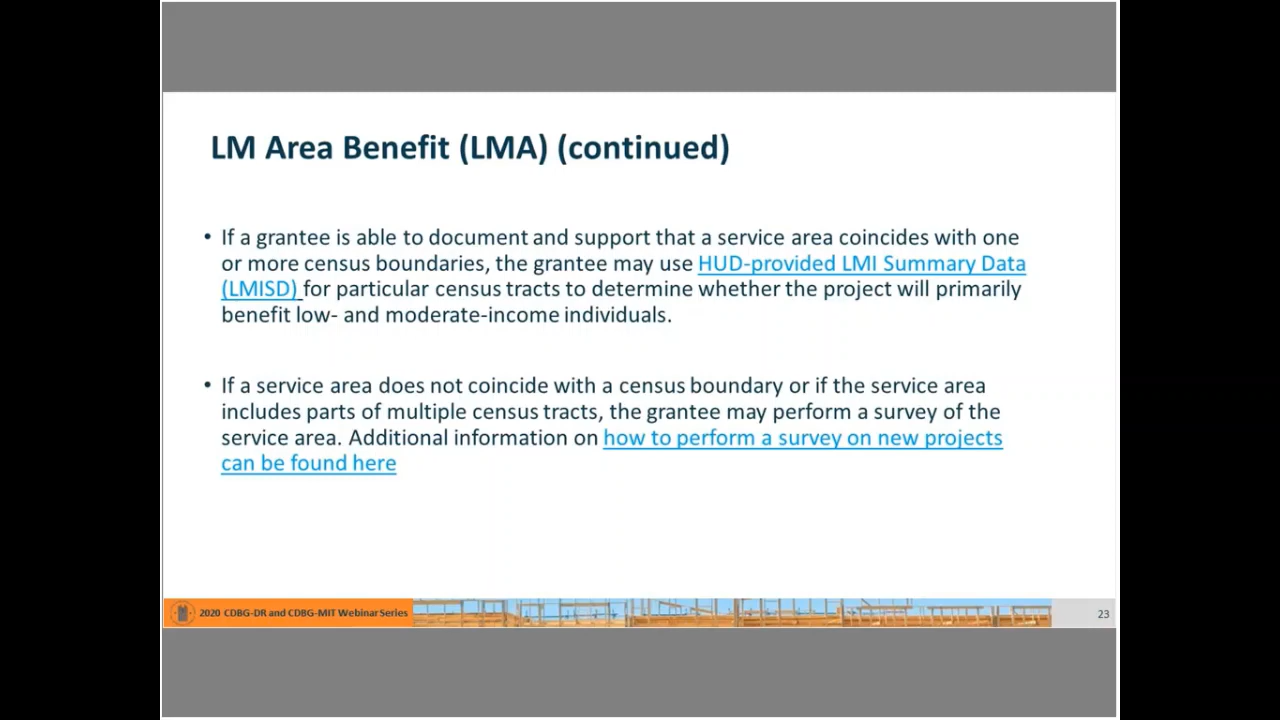 LM Area Benefit (LMA) (continued)
• If a grantee is able to document and support that a service area coincides with one
or more census boundaries, the grantee may use HUD-provided LMI Summary Data
(LMISD) for particular census tracts to determine whether the project will primarily
benefit low- and moderate-income individuals.
• If a service area does not coincide with a census boundary or if the service area
includes parts of multiple census tracts, the grantee may perform a survey of the
service area. Additional information on how to perform a survey on new projects
can be found here
2020 CDBG-DR and CDBG-MIT Webinar Series
23